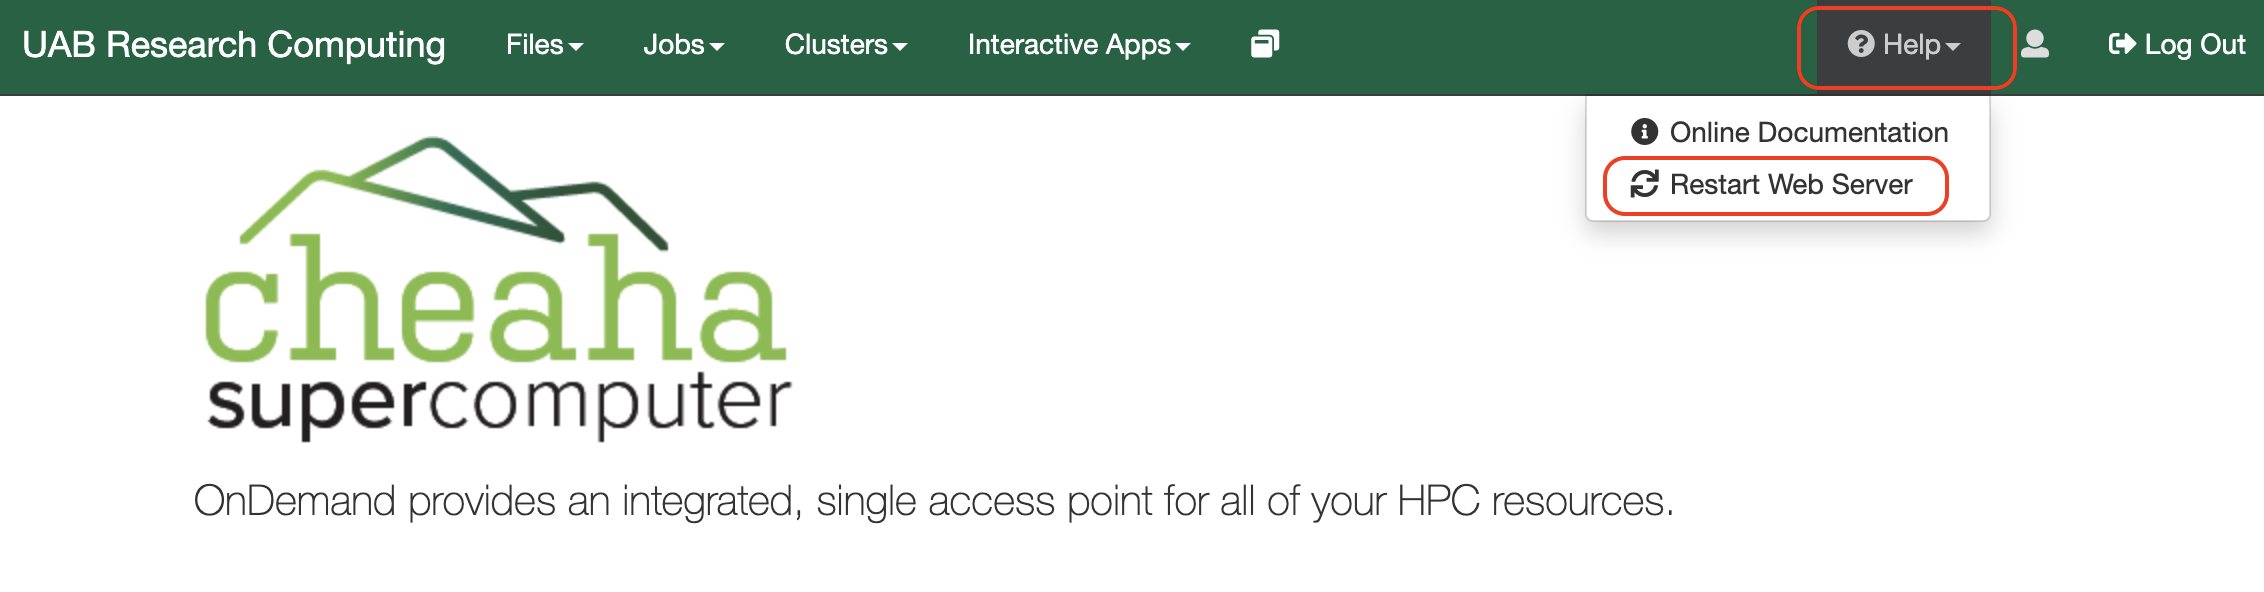 UAB Research Computing Files Jobs Clusters Interactive Apps Help Log Out
Online Documentation
Restart Web Server
cheaha
supercomputer
OnDemand provides an integrated, single access point for all of your HPC resources.